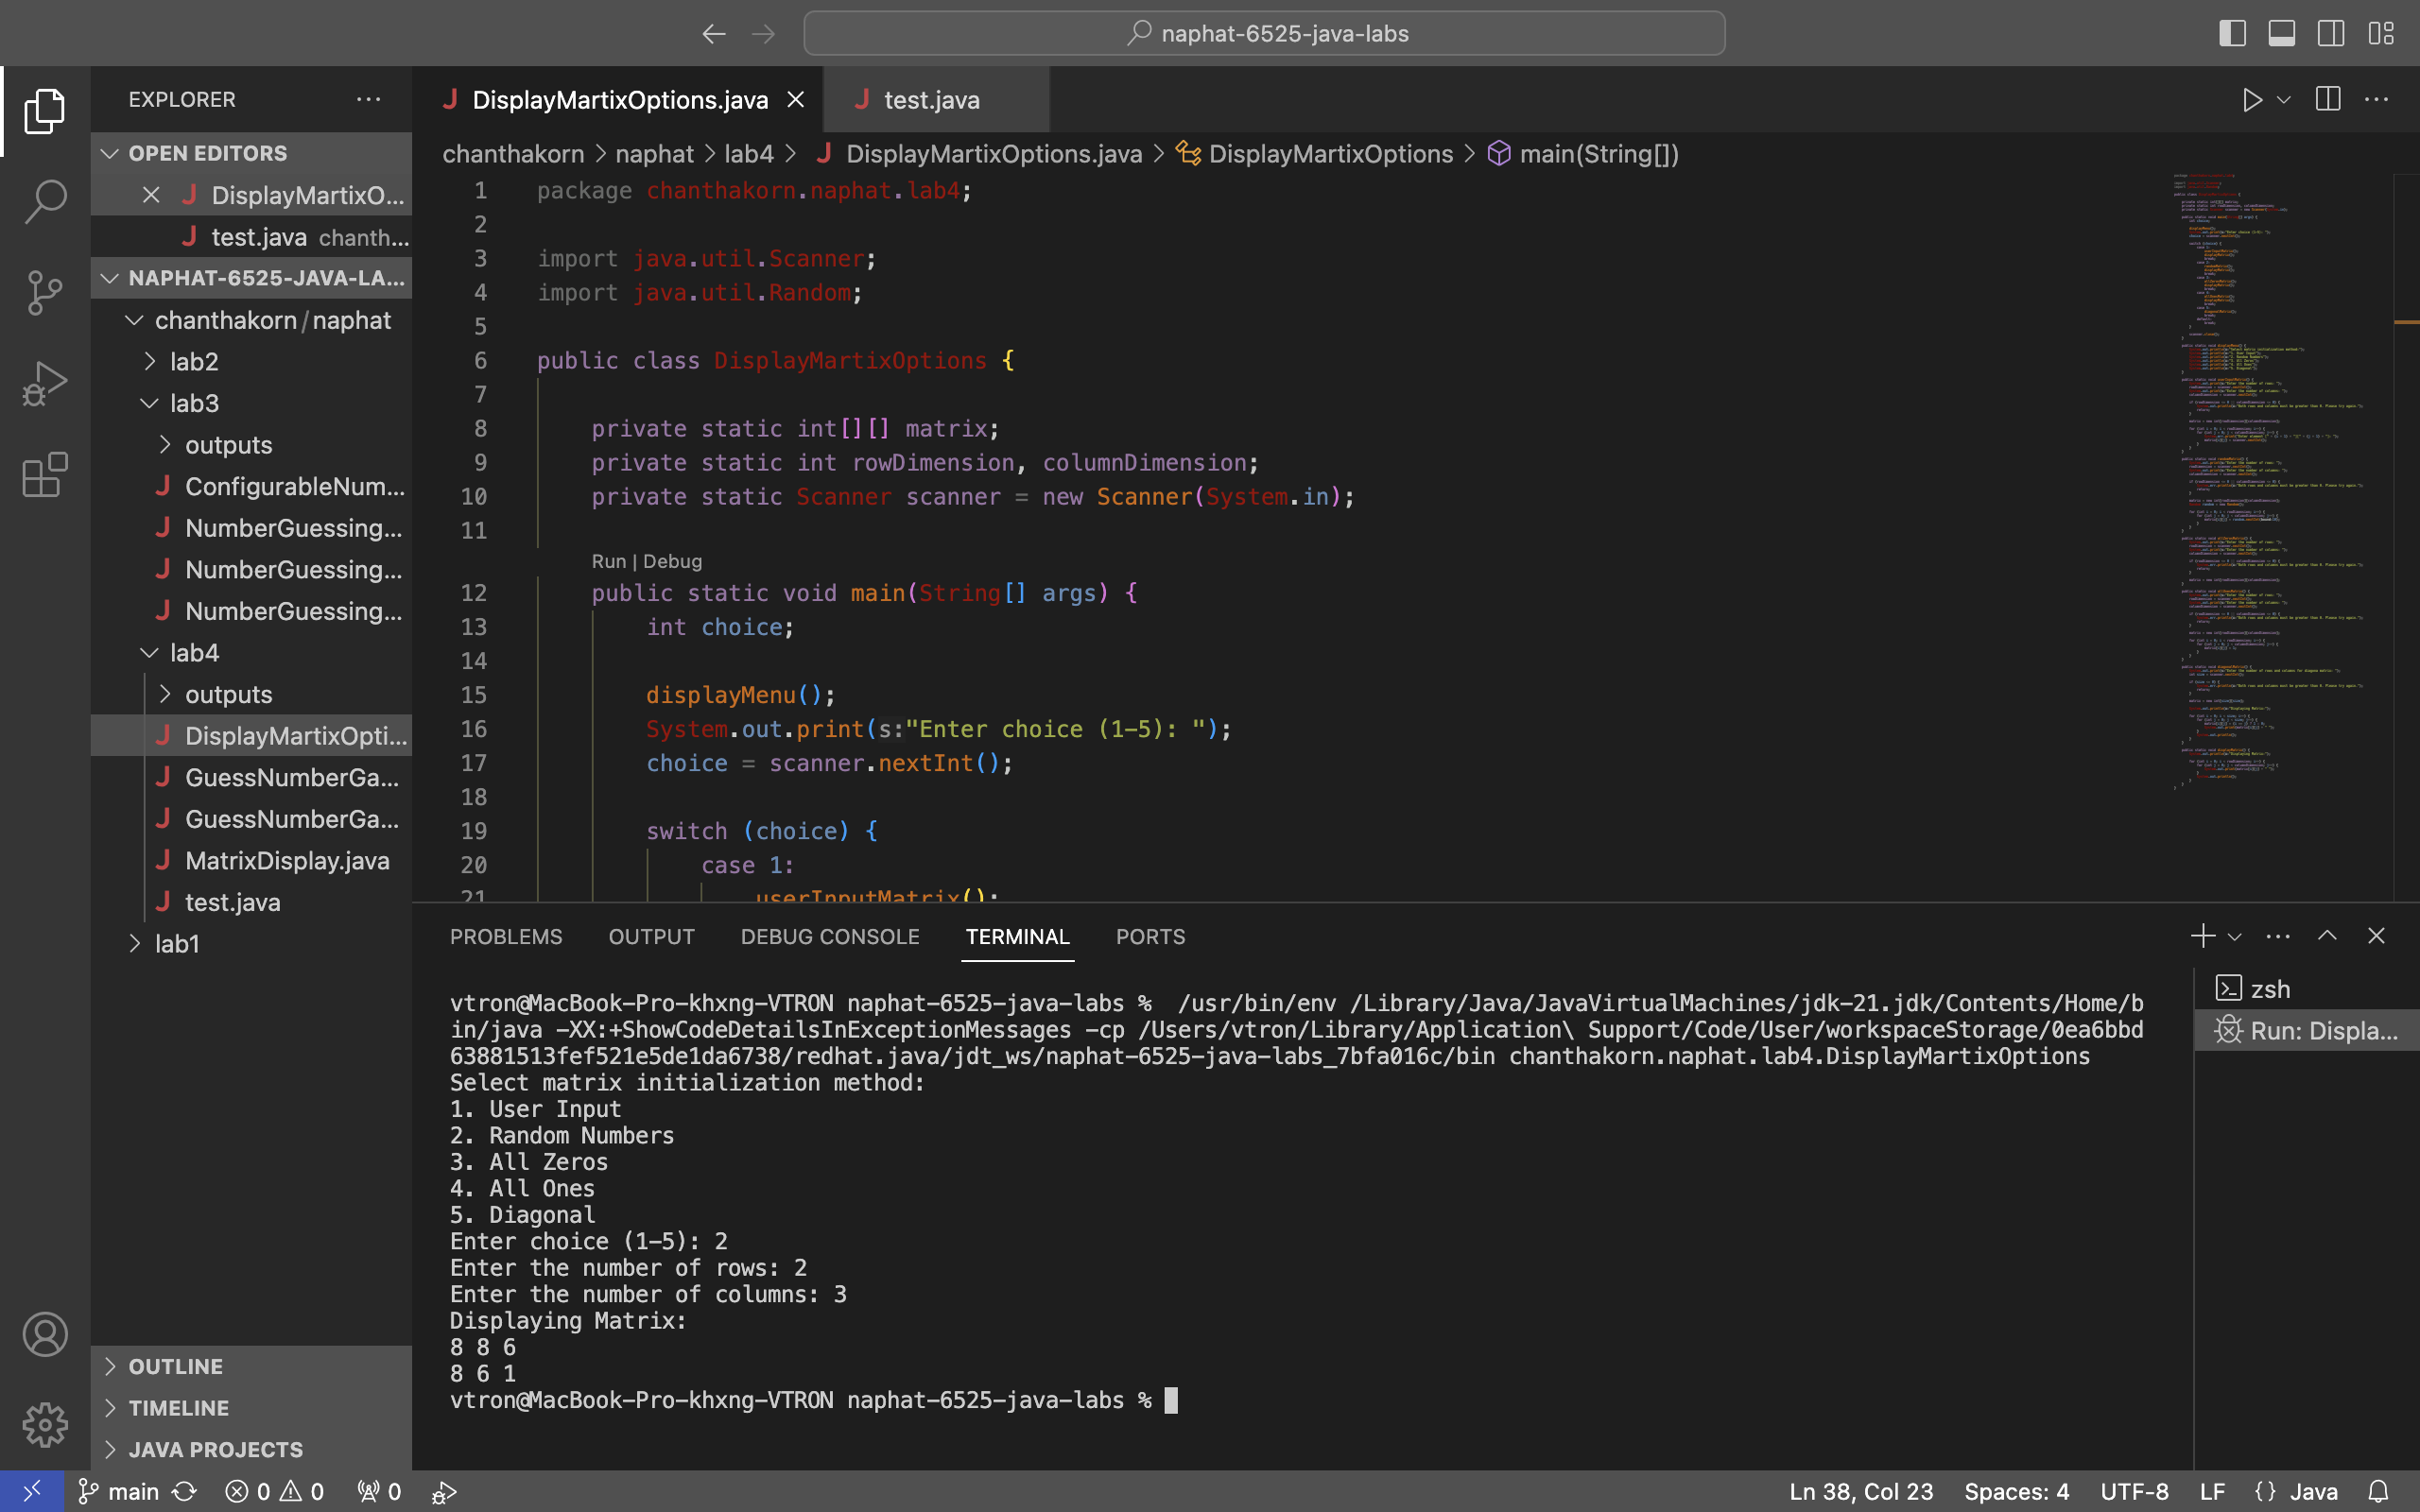 naphat-6525-java-labs
EXPLORER
OPEN EDITORS
DisplayMartixO...
test.java chanth...
NAPHAT-6525-JAVA-LA...
chanthakorn/naphat
lab2
lab3
outputs
ConfigurableNum...
NumberGuessing...
NumberGuessing...
NumberGuessing...
lab4
outputs
DisplayMartixOpti...
GuessNumberGa...
GuessNumberGa...
MatrixDisplay.java
test.java
lab1
OUTLINE
TIMELINE
JAVA PROJECTS
DisplayMartixOptions.java
test.java
chanthakorn > naphat > lab4 > DisplayMartixOptions.java > DisplayMartixOptions > main(String[])
1 package chanthakorn.naphat.lab4;
2
3 import java.util.Scanner;
4 import java.util.Random;
5
6 public class DisplayMartixOptions {
7
8 private static int[][] matrix;
9 private static int rowDimension, columnDimension;
10 private static Scanner scanner = new Scanner(System.in);
11
Run | Debug
12 public static void main(String[] args) {
13 int choice;
14
15 displayMenu();
16 System.out.print(s:"Enter choice (1-5): ");
17 choice = scanner.nextInt();
18
19 switch (choice) {
20 case 1:
21 userInputMatrix();
PROBLEMS OUTPUT DEBUG CONSOLE TERMINAL PORTS
vtron@MacBook-Pro-khxng-VTRON naphat-6525-java-labs % /usr/bin/env /Library/Java/JavaVirtualMachines/jdk-21.jdk/Contents/Home/b
in/java -XX:+ShowCodeDetailsInExceptionMessages -cp /Users/vtron/Library/Application\ Support/Code/User/workspaceStorage/0ea6bbd
63881513fef521e5de1da6738/redhat.java/jdt_ws/naphat-6525-java-labs_7bfa016c/bin chanthakorn.naphat.lab4.DisplayMartixOptions
Select matrix initialization method:
1. User Input
2. Random Numbers
3. All Zeros
4. All Ones
5. Diagonal
Enter choice (1-5): 2
Enter the number of rows: 2
Enter the number of columns: 3
Displaying Matrix:
8 8 6
8 6 1
vtron@MacBook-Pro-khxng-VTRON naphat-6525-java-labs %
zsh
Run: Displa...
main 0 0 0
Ln 38, Col 23 Spaces: 4 UTF-8 LF {} Java